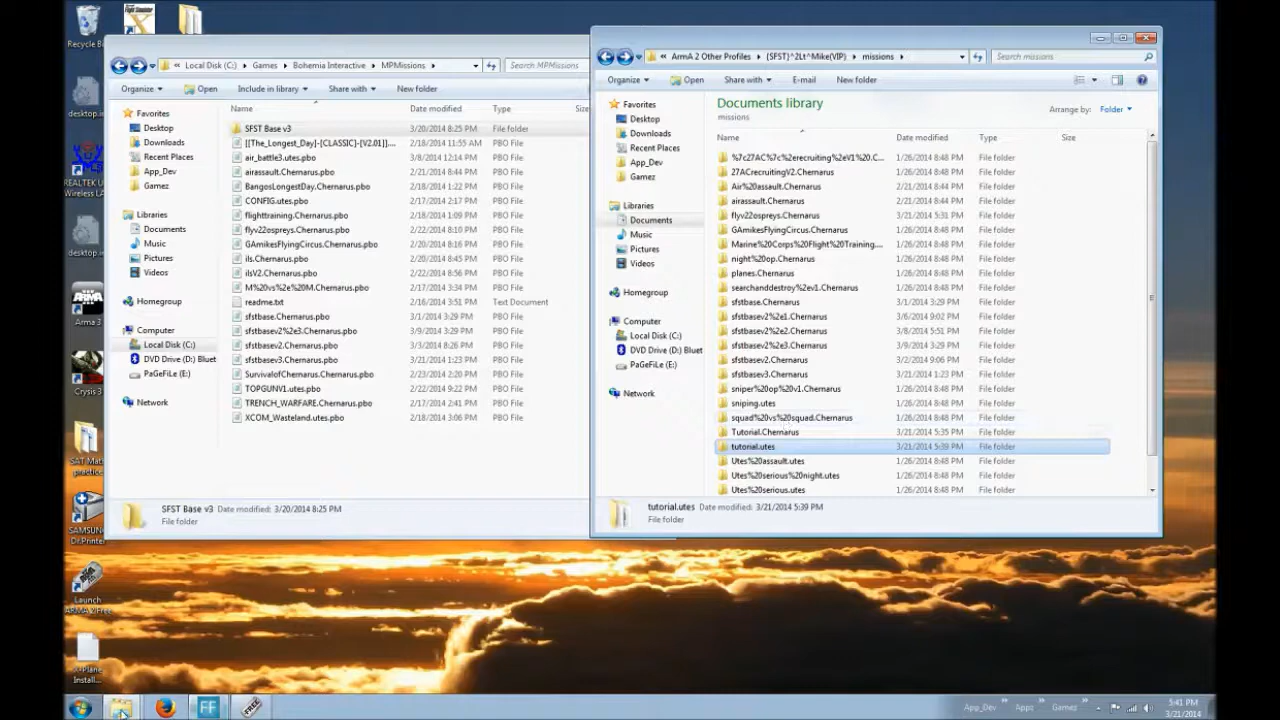 Recycle Bi
desktop.
REALTEK U
Wireless LA
desktop.in
Arma 3
Crysis 3
SAT Math
practice
SAMSUN
Dr.Printer
Launch
ARMA 2 Free
X-Plane
Install...
« Local Disk (C:) ▸ Games ▸ Bohemia Interactive ▸ MPMissions ▸
Search MPMissions
Organize ▾ Open Include in library ▾ Share with ▾ New folder
Favorites
Desktop
Downloads
Recent Places
App_Dev
Gamez
Libraries
Documents
Music
Pictures
Videos
Homegroup
Computer
Local Disk (C:)
DVD Drive (D:) Bluet
PaGeFiLe (E:)
Network
Name Date modified Type Size
SFST Base v3 3/20/2014 8:25 PM File folder
[[The_Longest_Day]-[CLASSIC]-[V2.01]].... 2/18/2014 11:55 AM PBO File
air_battle3.utes.pbo 3/8/2014 12:14 PM PBO File
airassault.Chernarus.pbo 2/21/2014 8:44 PM PBO File
BangosLongestDay.Chernarus.pbo 2/18/2014 1:22 PM PBO File
CONFIG.utes.pbo 2/17/2014 2:17 PM PBO File
flighttraining.Chernarus.pbo 2/18/2014 1:09 PM PBO File
flyv22ospreys.Chernarus.pbo 2/22/2014 8:10 PM PBO File
GAmikesFlyingCircus.Chernarus.pbo 2/20/2014 8:16 PM PBO File
ils.Chernarus.pbo 2/20/2014 8:45 PM PBO File
ilsV2.Chernarus.pbo 2/22/2014 8:56 PM PBO File
M%20vs%2e%20M.Chernarus.pbo 2/17/2014 3:34 PM PBO File
readme.txt 2/16/2014 3:51 PM Text Document
sfstbase.Chernarus.pbo 3/1/2014 3:29 PM PBO File
sfstbasev2%2e3.Chernarus.pbo 3/9/2014 3:30 PM PBO File
sfstbasev2.Chernarus.pbo 3/3/2014 8:26 PM PBO File
sfstbasev3.Chernarus.pbo 3/21/2014 1:23 PM PBO File
SurvivalofChernarus.Chernarus.pbo 2/23/2014 2:20 PM PBO File
TOPGUNV1.utes.pbo 2/22/2014 9:22 PM PBO File
TRENCH_WARFARE.Chernarus.pbo 2/21/2014 3:08 PM PBO File
XCOM_Wasteland.utes.pbo 2/18/2014 3:06 PM PBO File
SFST Base v3 Date modified: 3/20/2014 8:25 PM
File folder
« ArmA 2 Other Profiles ▸ (SFST)^2Lt^Mike(VIP) ▸ missions ▸
Search missions
Organize ▾ Open Share with ▾ E-mail New folder
Favorites
Desktop
Downloads
Recent Places
App_Dev
Gamez
Libraries
Documents
Music
Pictures
Videos
Homegroup
Computer
Local Disk (C:)
DVD Drive (D:) Bluet
PaGeFiLe (E:)
Network
Documents library
missions
Arrange by: Folder ▾
Name Date modified Type Size
%7c27AC%7c%2erecruiting%2eV1%20.C... 1/26/2014 8:48 PM File folder
27ACrecruitingV2.Chernarus 1/26/2014 8:48 PM File folder
Air%20assault.Chernarus 2/21/2014 8:44 PM File folder
airassault.Chernarus 2/21/2014 8:44 PM File folder
flyv22ospreys.Chernarus 3/21/2014 5:31 PM File folder
GAmikesFlyingCircus.Chernarus 1/26/2014 8:48 PM File folder
Marine%20Corps%20Flight%20Training.... 1/26/2014 8:48 PM File folder
night%20op.Chernarus 1/26/2014 8:48 PM File folder
planes.Chernarus 1/26/2014 8:48 PM File folder
searchanddestroy%2ev1.Chernarus 1/26/2014 8:48 PM File folder
sfstbase.Chernarus 3/1/2014 3:29 PM File folder
sfstbasev2%2e1.Chernarus 3/6/2014 9:02 PM File folder
sfstbasev2%2e2.Chernarus 3/8/2014 5:51 PM File folder
sfstbasev2%2e3.Chernarus 3/9/2014 3:29 PM File folder
sfstbasev2.Chernarus 3/2/2014 9:06 PM File folder
sfstbasev3.Chernarus 3/21/2014 1:23 PM File folder
sniper%20op%20v1.Chernarus 1/26/2014 8:48 PM File folder
sniping.utes 1/26/2014 8:48 PM File folder
squad%20vs%20squad.Chernarus 1/26/2014 8:48 PM File folder
Tutorial.Chernarus 3/21/2014 5:35 PM File folder
tutorial.utes 3/21/2014 5:39 PM File folder
Utes%20assault.utes 1/26/2014 8:48 PM File folder
Utes%20serious%20night.utes 1/26/2014 8:48 PM File folder
Utes%20serious.utes 1/26/2014 8:48 PM File folder
tutorial.utes Date modified: 3/21/2014 5:39 PM
File folder
FF
FREE
App_Dev » Apps » Games »
5:41 PM
3/21/2014